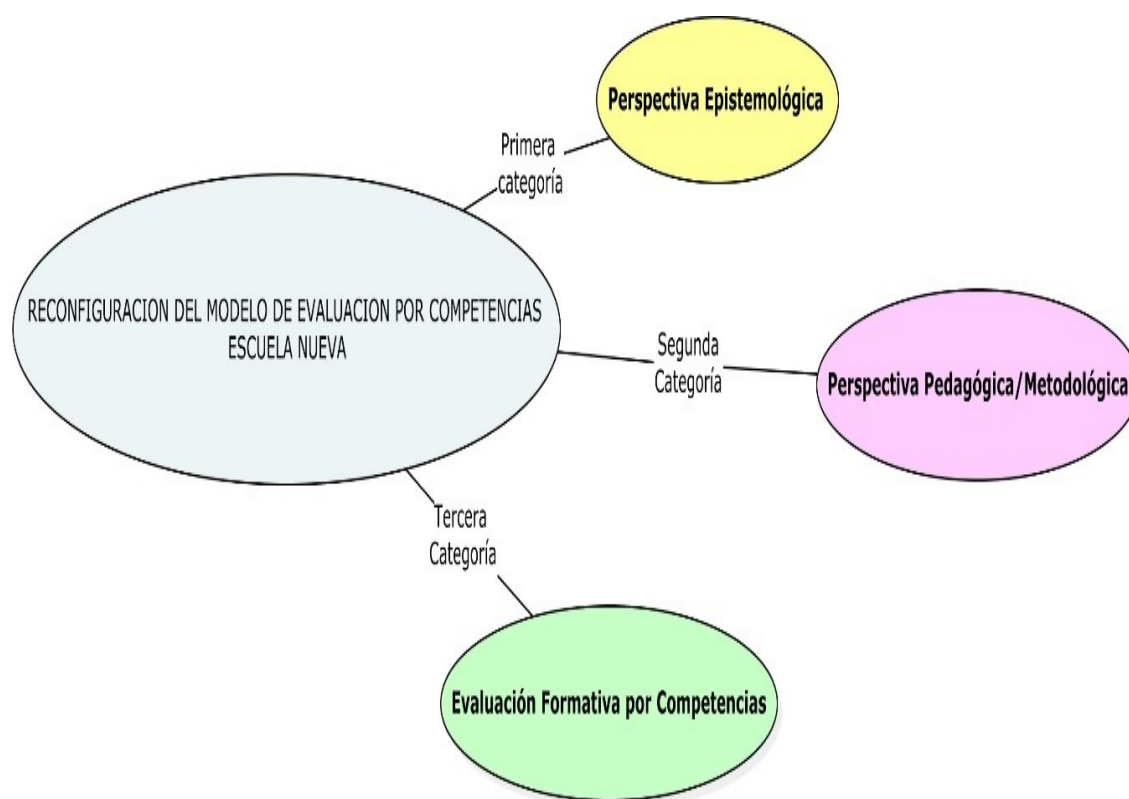 Perspectiva Epistemológica
Primera
categoría
RECONFIGURACION DEL MODELO DE EVALUACION POR COMPETENCIAS
ESCUELA NUEVA
Segunda
Categoría
Perspectiva Pedagógica/Metodológica
Tercera
Categoría
Evaluación Formativa por Competencias